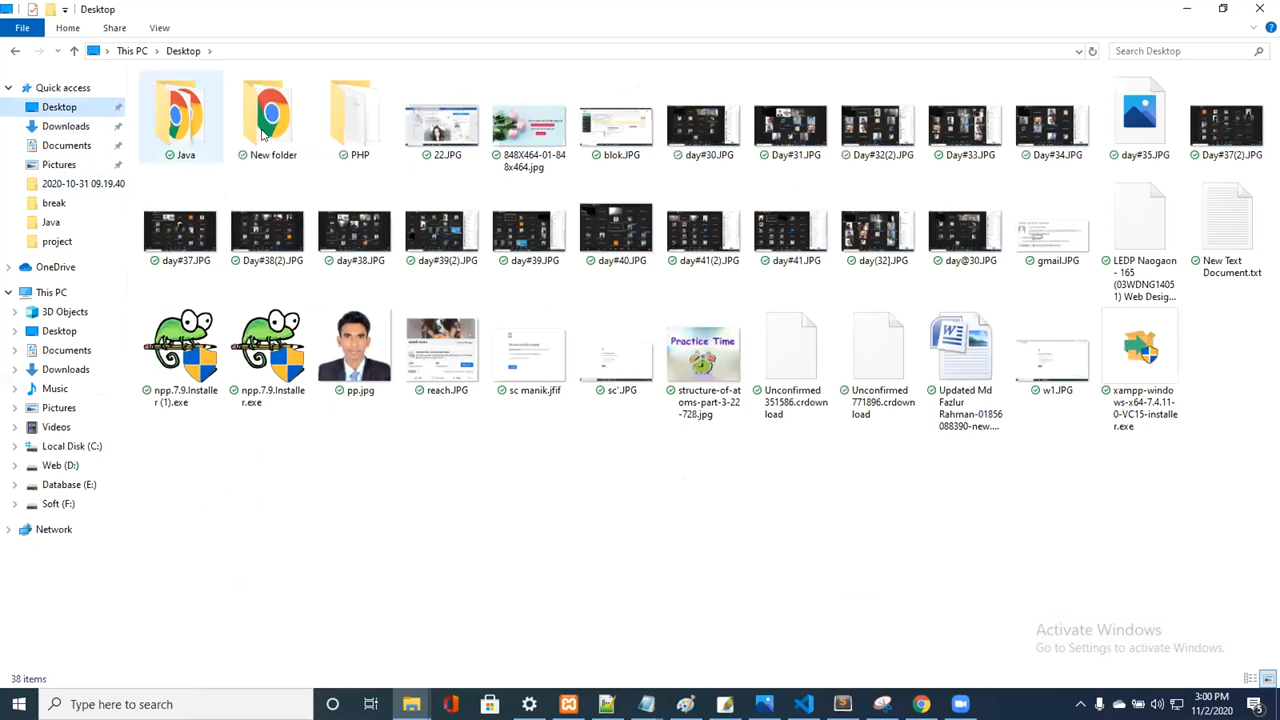 Desktop
File Home Share View
This PC Desktop
Search Desktop
Quick access
Desktop
Downloads
Documents
Pictures
2020-10-31 09.19.40
break
Java
project
OneDrive
This PC
3D Objects
Desktop
Documents
Downloads
Music
Pictures
Videos
Local Disk (C:)
Web (D:)
Database (E:)
Soft (F:)
Network
Java
New folder
PHP
22.JPG
848X464-01-84
8x464.jpg
blok.JPG
day#30.JPG
Day#31.JPG
Day#32(2).JPG
Day#33.JPG
Day#34.JPG
day#35.JPG
Day#37(2).JPG
day#37.JPG
Day#38(2).JPG
day#38.JPG
day#39(2).JPG
day#39.JPG
day#40.JPG
day#41(2).JPG
day#41.JPG
day(32].JPG
day@30.JPG
gmail.JPG
LEDP Naogaon
- 165
(03WDNG1405
1) Web Desig...
New Text
Document.txt
npp.7.9.Installe
r (1).exe
npp.7.9.Installe
r.exe
pp.jpg
reach.JPG
sc manik.jfif
sc'.JPG
Practice Time
structure-of-at
oms-part-3-22
-728.jpg
Unconfirmed
351586.crdown
load
Unconfirmed
771896.crdown
load
Updated Md
Fazlur
Rahman-01856
088390-new....
w1.JPG
xampp-windo
ws-x64-7.4.11-
0-VC15-installe
r.exe
Activate Windows
Go to Settings to activate Windows.
38 items
Type here to search
3:00 PM
11/2/2020
5